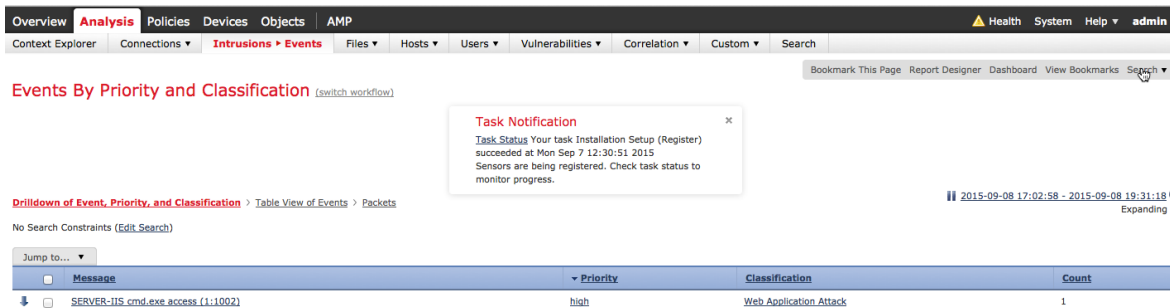 Overview Analysis Policies Devices Objects AMP Health System Help ▾ admin
Context Explorer Connections ▾ Intrusions ▸ Events Files ▾ Hosts ▾ Users ▾ Vulnerabilities ▾ Correlation ▾ Custom ▾ Search
Bookmark This Page Report Designer Dashboard View Bookmarks Search ▾
Events By Priority and Classification (switch workflow)
Task Notification ×
Task Status Your task Installation Setup (Register)
succeeded at Mon Sep 7 12:30:51 2015
Sensors are being registered. Check task status to
monitor progress.
2015-09-08 17:02:58 - 2015-09-08 19:31:18
Expanding
Drilldown of Event, Priority, and Classification > Table View of Events > Packets
No Search Constraints (Edit Search)
Jump to... ▼
Message ▾ Priority Classification Count
SERVER-IIS cmd.exe access (1:1002) high Web Application Attack 1